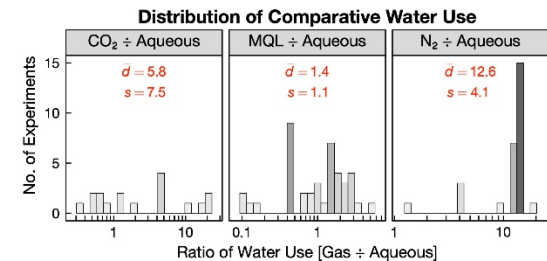 Distribution of Comparative Water Use
CO₂ ÷ Aqueous
MQL ÷ Aqueous
N₂ ÷ Aqueous
No. of Experiments
15
10
5
0
d̄ = 5.8
s = 7.5
d̄ = 1.4
s = 1.1
d̄ = 12.6
s = 4.1
1
10
0.1
1
1
10
Ratio of Water Use [Gas ÷ Aqueous]